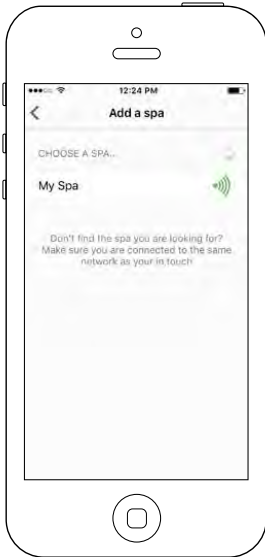 12:24 PM
Add a spa
CHOOSE A SPA...
My Spa
Don't find the spa you are looking for?
Make sure you are connected to the same
network as your in touch